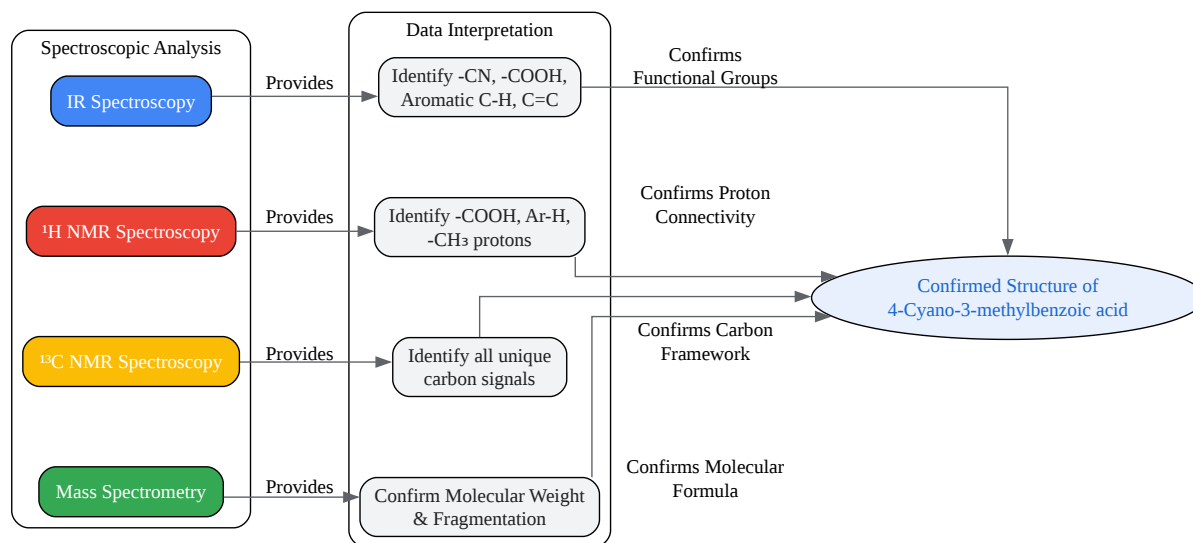 Spectroscopic Analysis
Data Interpretation
IR Spectroscopy
Provides
Identify -CN, -COOH,
Aromatic C-H, C=C
Confirms
Functional Groups
¹H NMR Spectroscopy
Provides
Identify -COOH, Ar-H,
-CH₃ protons
Confirms Proton
Connectivity
Confirmed Structure of
4-Cyano-3-methylbenzoic acid
¹³C NMR Spectroscopy
Provides
Identify all unique
carbon signals
Confirms Carbon
Framework
Mass Spectrometry
Provides
Confirm Molecular Weight
& Fragmentation
Confirms Molecular
Formula